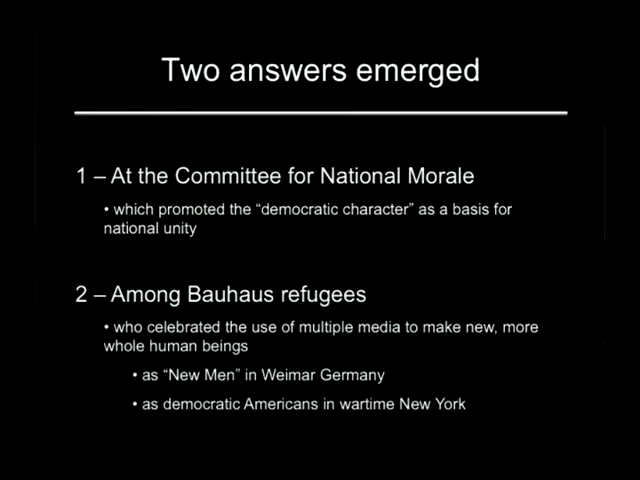 Two answers emerged
1 – At the Committee for National Morale
• which promoted the “democratic character” as a basis for
national unity
2 – Among Bauhaus refugees
• who celebrated the use of multiple media to make new, more
whole human beings
• as “New Men” in Weimar Germany
• as democratic Americans in wartime New York